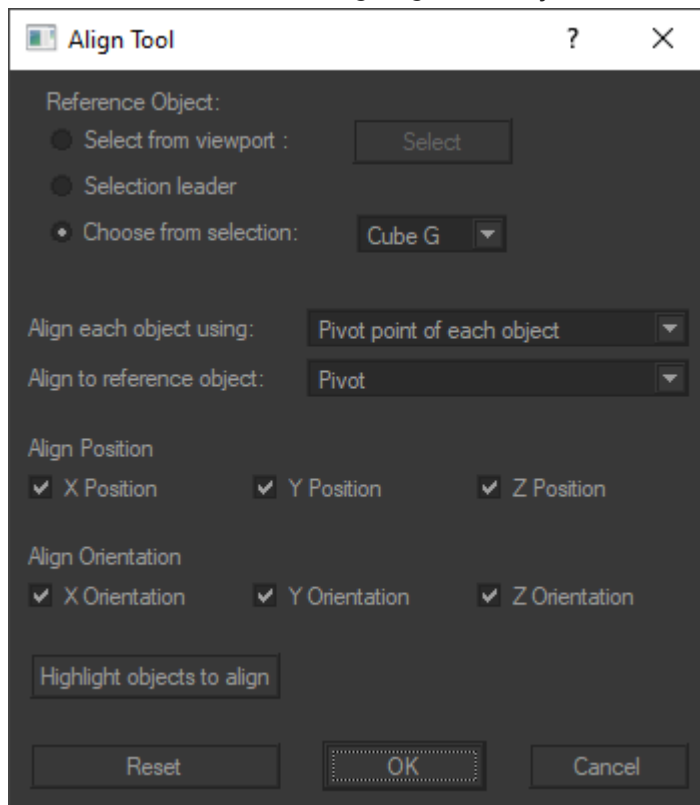 Align Tool ?
Reference Object:
Select from viewport : Select
Selection leader
Choose from selection: Cube G
Align each object using: Pivot point of each object
Align to reference object: Pivot
Align Position
X Position Y Position Z Position
Align Orientation
X Orientation Y Orientation Z Orientation
Highlight objects to align
Reset OK Cancel